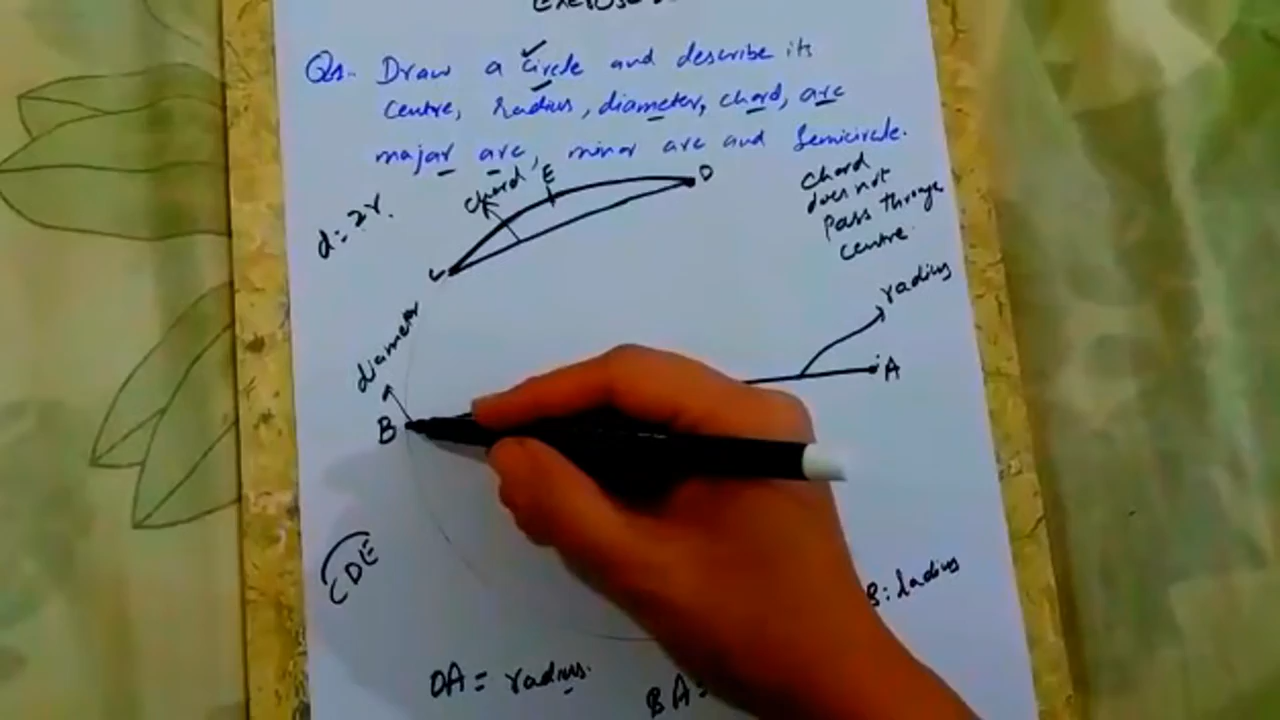 Q1. Draw a circle and describe its
centre, radius, diameter, chord, arc
major arc, minor arc and Semicircle.
d=2r.
chord
E
D
chord
does not
Pass through
centre.
C
diameter
radius
A
B
CDE
B: radius
OA = radius.
BA=